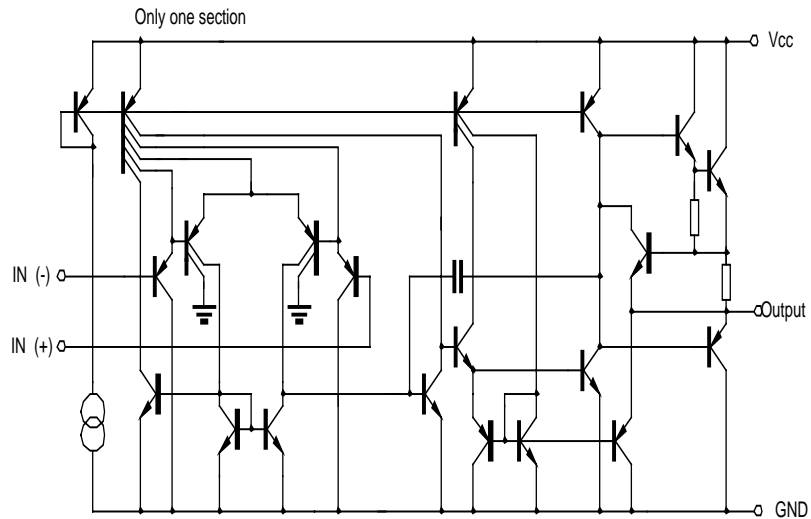 Only one section
Vcc
IN (-)
Output
IN (+)
GND